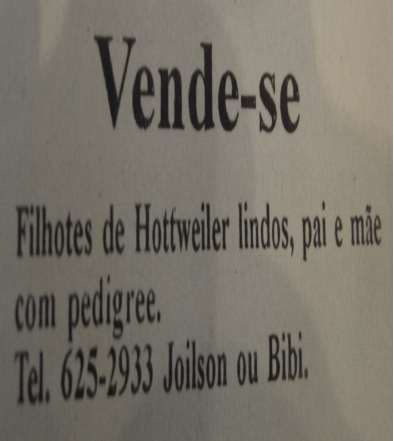 Vende-se
Filhotes de Hottweiler lindos, pai e mãe
com pedigree.
Tel. 625-2933 Joilson ou Bibi.